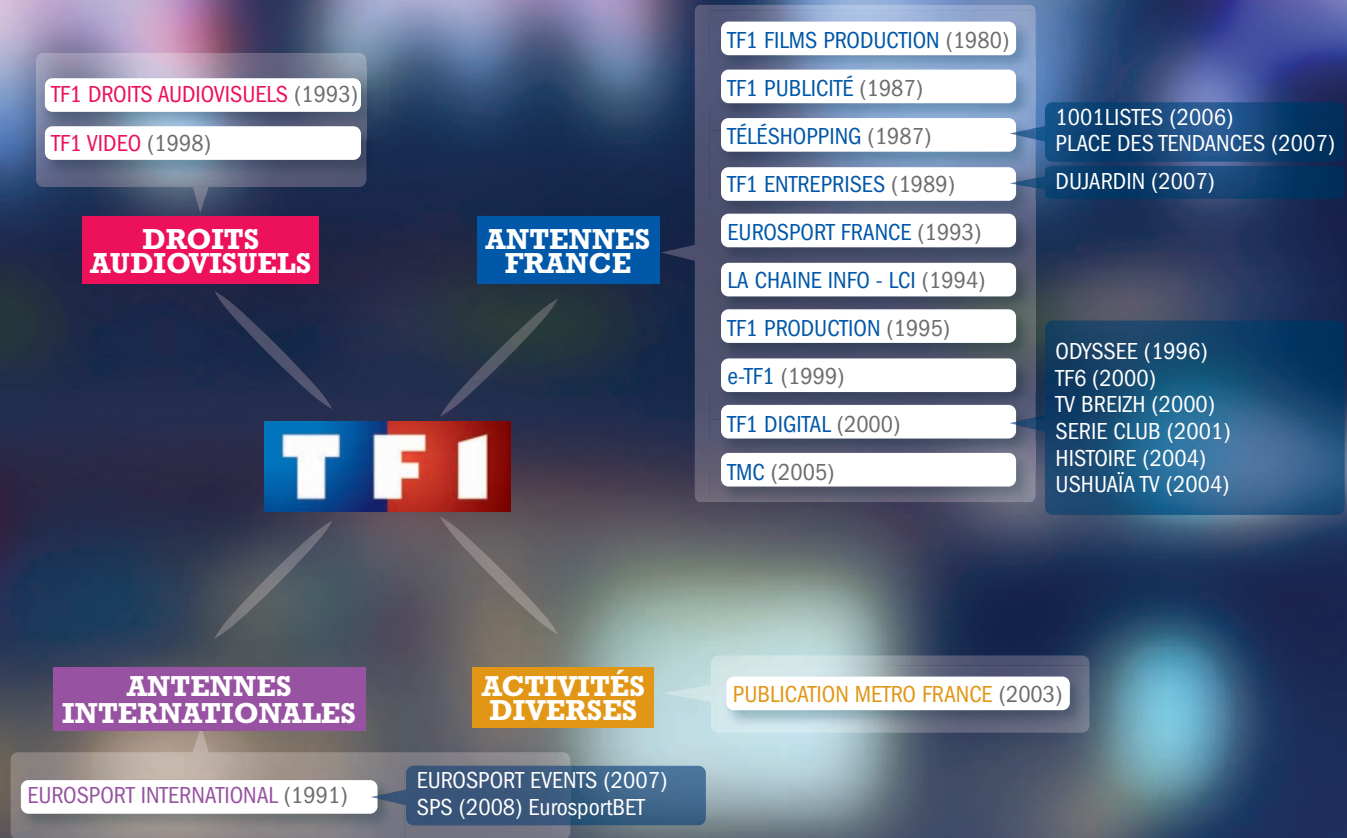 TF1 DROITS AUDIOVISUELS (1993)
TF1 VIDEO (1998)
DROITS
AUDIOVISUELS
ANTENNES
FRANCE
TF1 FILMS PRODUCTION (1980)
TF1 PUBLICITÉ (1987)
TÉLÉSHOPPING (1987)
1001LISTES (2006)
PLACE DES TENDANCES (2007)
TF1 ENTREPRISES (1989)
DUJARDIN (2007)
EUROSPORT FRANCE (1993)
LA CHAINE INFO - LCI (1994)
TF1 PRODUCTION (1995)
e-TF1 (1999)
TF1 DIGITAL (2000)
ODYSSEE (1996)
TF6 (2000)
TV BREIZH (2000)
SERIE CLUB (2001)
HISTOIRE (2004)
USHUAÏA TV (2004)
TMC (2005)
TF1
ANTENNES
INTERNATIONALES
EUROSPORT INTERNATIONAL (1991)
EUROSPORT EVENTS (2007)
SPS (2008) EurosportBET
ACTIVITÉS
DIVERSES
PUBLICATION METRO FRANCE (2003)